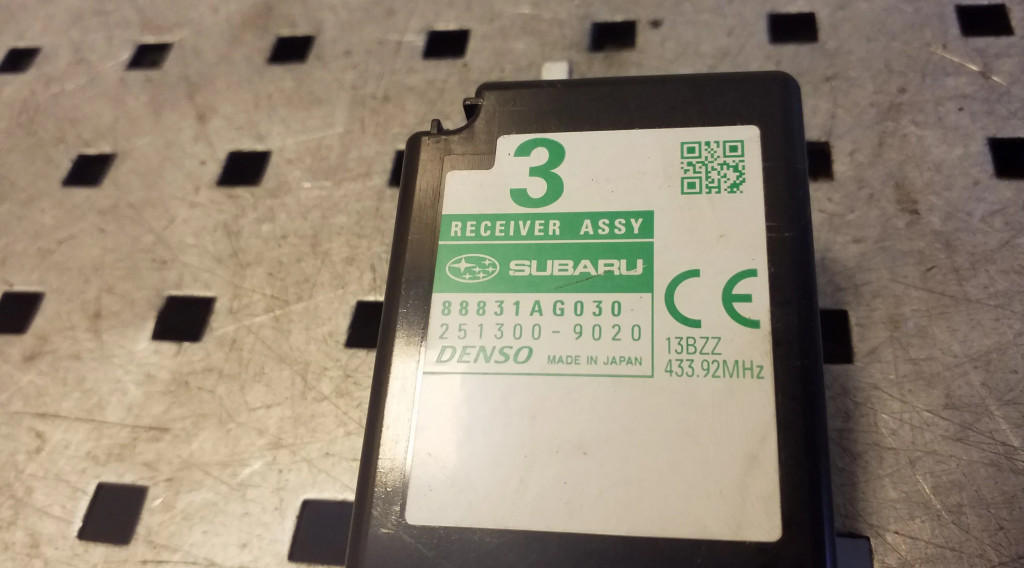 3
RECEIVER ASSY
SUBARU
88831AG030
251300-9020
DENSO MADE IN JAPAN
CE
13BZZ
433.92MHz